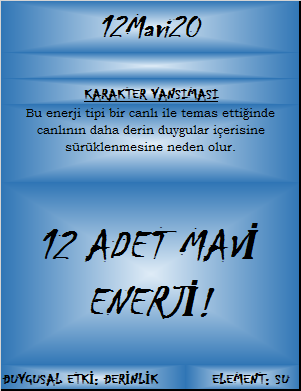 12Mavi20
KARAKTER YANSIMASI
Bu enerji tipi bir canlı ile temas ettiğinde
canlının daha derin duygular içerisine
sürüklenmesine neden olur.
12 ADET MAVİ
ENERJİ!
DUYGUSAL ETKİ: DERİNLİK ELEMENT: SU